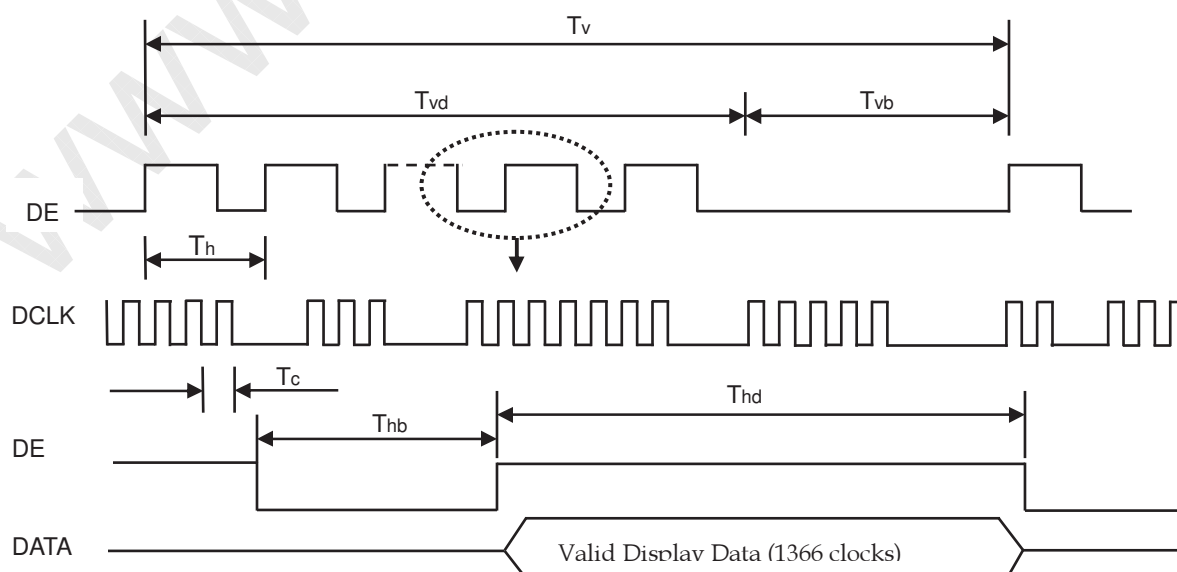 Tv
Tvd
Tvb
DE
Th
DCLK
Tc
Thd
Thb
DE
DATA
Valid Display Data (1366 clocks)